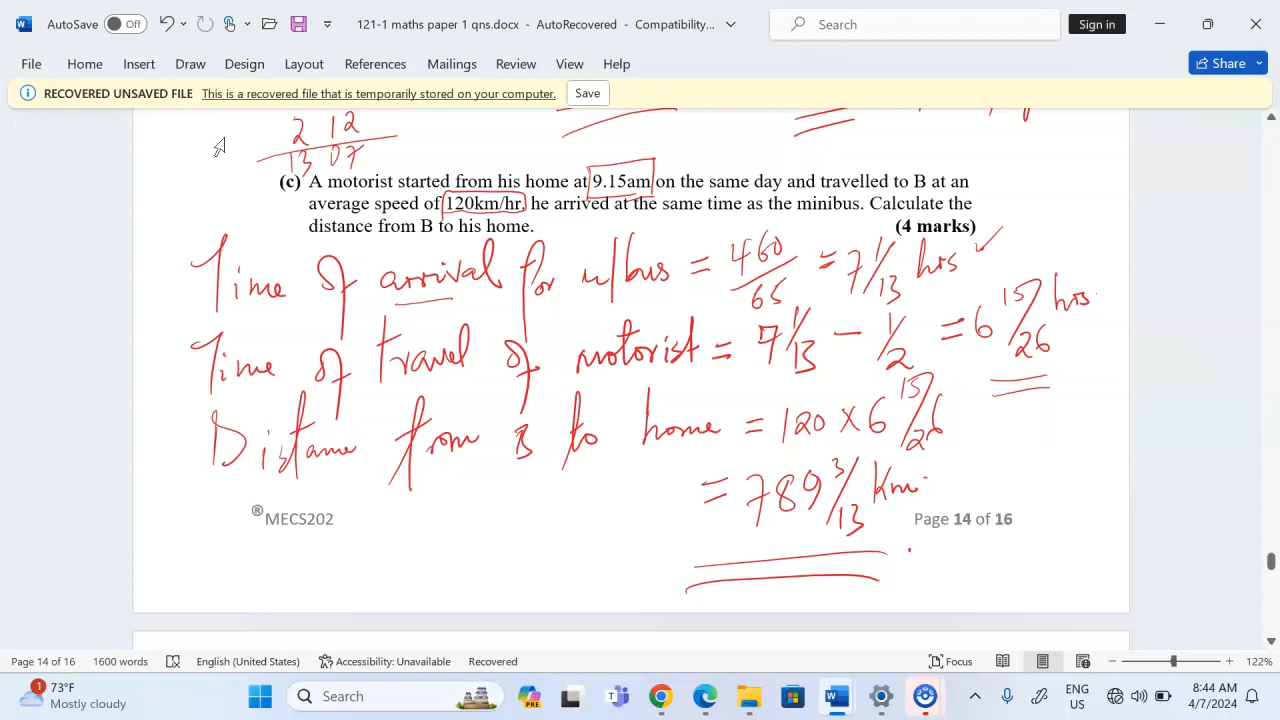 AutoSave Off 121-1 maths paper 1 qns.docx - AutoRecovered - Compatibility... Search Sign in
File Home Insert Draw Design Layout References Mailings Review View Help Share
RECOVERED UNSAVED FILE This is a recovered file that is temporarily stored on your computer. Save
2 12
13 07
(c) A motorist started from his home at 9.15am on the same day and travelled to B at an
average speed of 120km/hr, he arrived at the same time as the minibus. Calculate the
distance from B to his home. (4 marks)
Time of arrival for m/bus = 460/65 = 7 1/13 hrs ✓
Time of travel of motorist = 7 1/13 - 1/2 = 6 15/26 hrs
Distance from B to home = 120 × 6 15/26
= 789 3/13 Km.
®MECS202 Page 14 of 16
Page 14 of 16 1600 words English (United States) Accessibility: Unavailable Recovered Focus 122%
1 73°F Mostly cloudy Search PRE ENG US 8:44 AM 4/7/2024